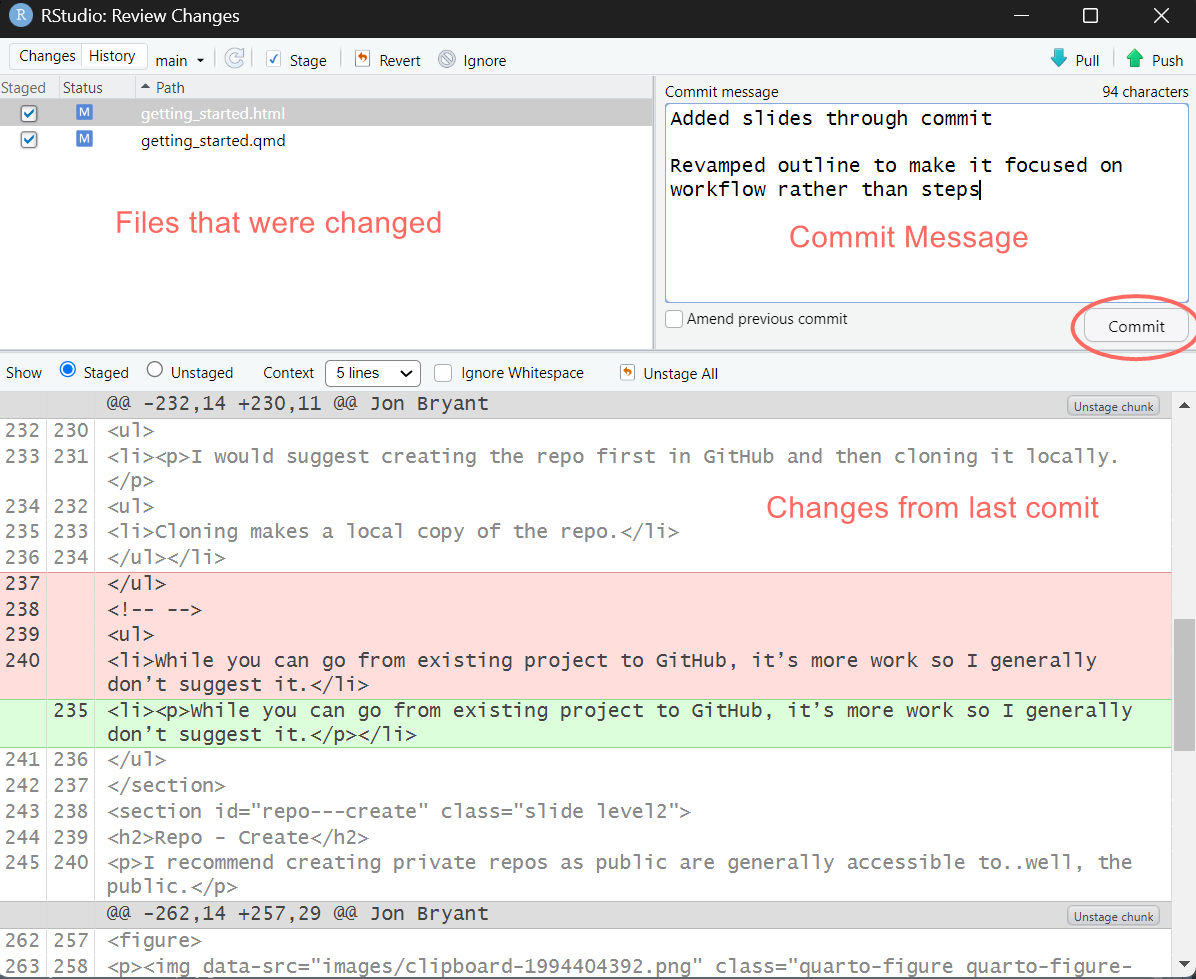 R RStudio: Review Changes
Changes History main Stage Revert Ignore Pull Push
Staged Status Path
M getting_started.html
M getting_started.qmd
Files that were changed
Commit message 94 characters
Added slides through commit
Revamped outline to make it focused on
workflow rather than steps
Commit Message
Amend previous commit Commit
Show Staged Unstaged Context 5 lines Ignore Whitespace Unstage All
@@ -232,14 +230,11 @@ Jon Bryant Unstage chunk
232 230 <ul>
233 231 <li><p>I would suggest creating the repo first in GitHub and then cloning it locally.
</p>
234 232 <ul>
Changes from last comit
235 233 <li>Cloning makes a local copy of the repo.</li>
236 234 </ul></li>
237 </ul>
238 <!-- -->
239 <ul>
240 <li>While you can go from existing project to GitHub, it’s more work so I generally
don’t suggest it.</li>
235 <li><p>While you can go from existing project to GitHub, it’s more work so I generally
don’t suggest it.</p></li>
241 236 </ul>
242 237 </section>
243 238 <section id="repo---create" class="slide level2">
244 239 <h2>Repo - Create</h2>
245 240 <p>I recommend creating private repos as public are generally accessible to..well, the
public.</p>
@@ -262,14 +257,29 @@ Jon Bryant Unstage chunk
262 257 <figure>
263 258 <p><img data-src="images/clipboard-1994404392.png" class="quarto-figure quarto-figure-